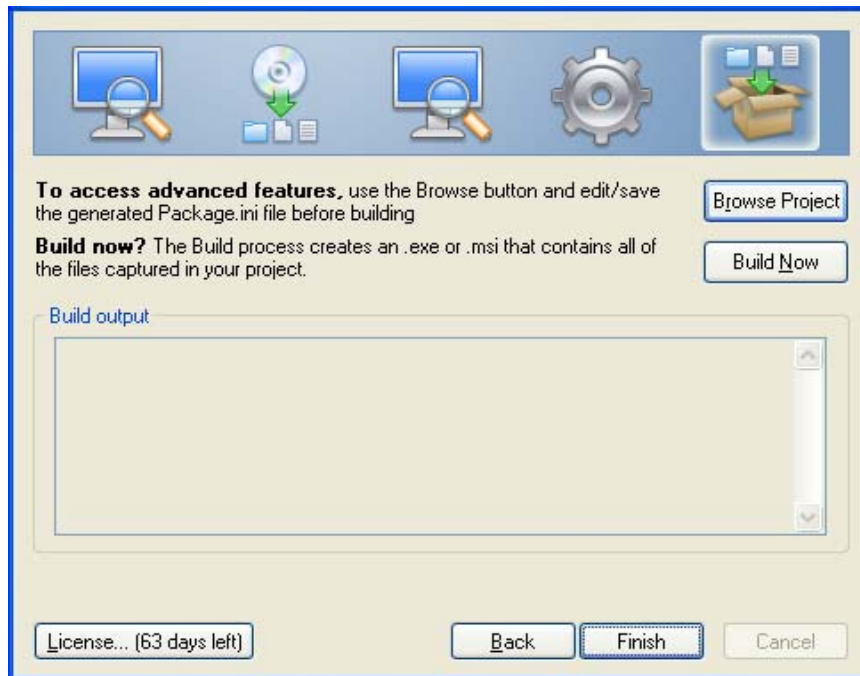 To access advanced features, use the Browse button and edit/save
the generated Package.ini file before building
Browse Project
Build now? The Build process creates an .exe or .msi that contains all of
the files captured in your project.
Build Now
Build output
License... (63 days left)
Back
Finish
Cancel